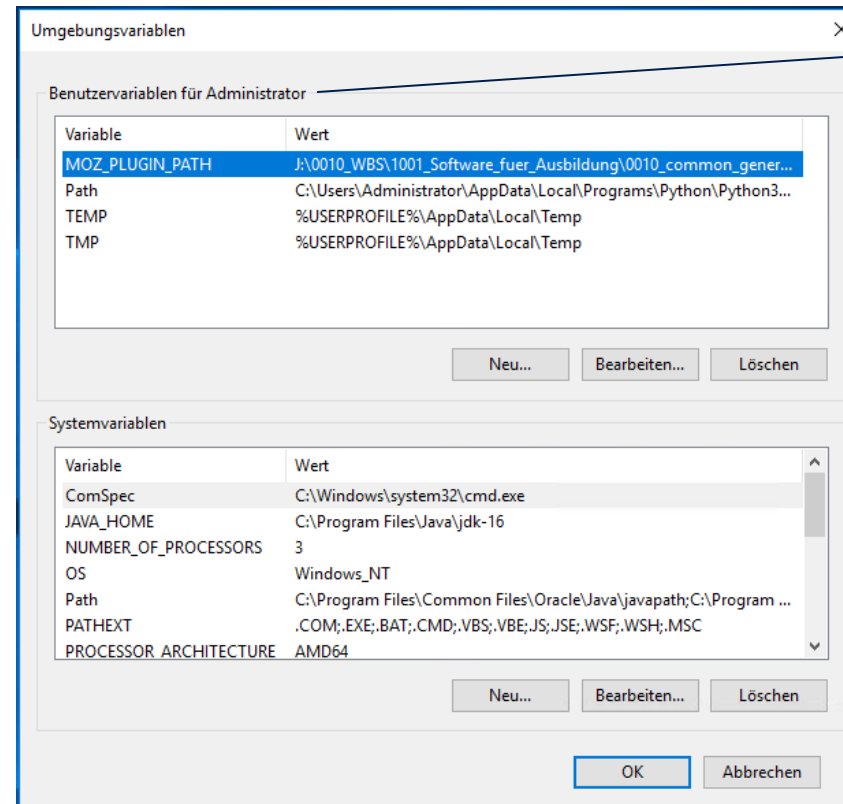 Umgebungsvariablen
Benutzervariablen für Administrator
Variable Wert
MOZ_PLUGIN_PATH J:\0010_WBS\1001_Software_fuer_Ausbildung\0010_common_gener...
Path C:\Users\Administrator\AppData\Local\Programs\Python\Python3...
TEMP %USERPROFILE%\AppData\Local\Temp
TMP %USERPROFILE%\AppData\Local\Temp
Neu... Bearbeiten... Löschen
Systemvariablen
Variable Wert
ComSpec C:\Windows\system32\cmd.exe
JAVA_HOME C:\Program Files\Java\jdk-16
NUMBER_OF_PROCESSORS 3
OS Windows_NT
Path C:\Program Files\Common Files\Oracle\Java\javapath;C:\Program ...
PATHEXT .COM;.EXE;.BAT;.CMD;.VBS;.VBE;.JS;.JSE;.WSF;.WSH;.MSC
PROCESSOR_ARCHITECTURE AMD64
Neu... Bearbeiten... Löschen
OK Abbrechen